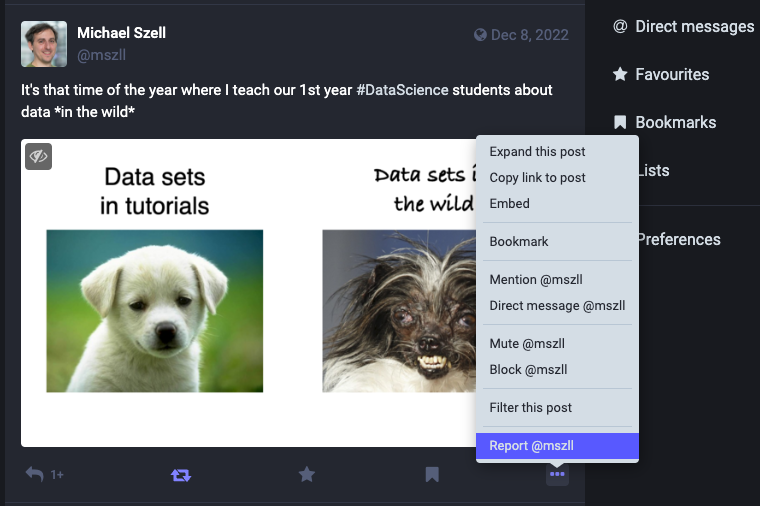 Michael Szell
@mszll
Dec 8, 2022
It's that time of the year where I teach our 1st year #DataScience students about
data *in the wild*
Data sets
in tutorials
Data sets
the wild
1+
Expand this post
Copy link to post
Embed
Bookmark
Mention @mszll
Direct message @mszll
Mute @mszll
Block @mszll
Filter this post
Report @mszll
@ Direct messages
Favourites
Bookmarks
Lists
Preferences